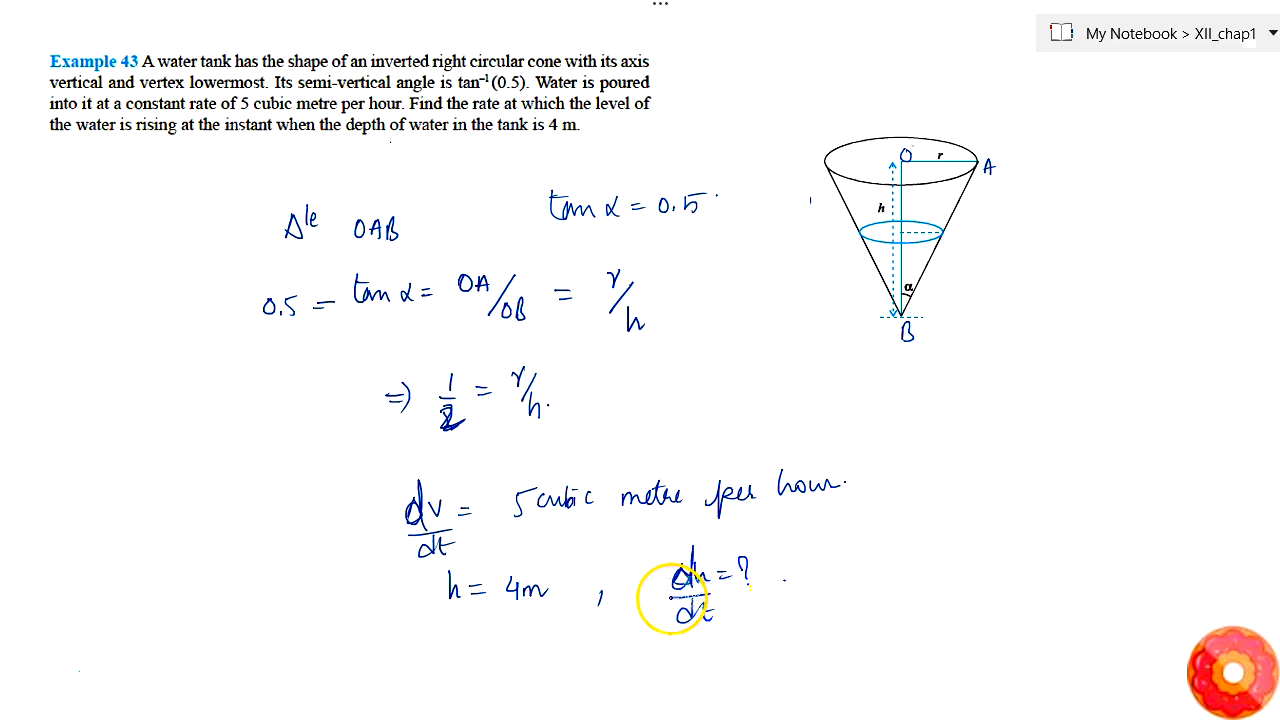 My Notebook > XII_chap1
Example 43 A water tank has the shape of an inverted right circular cone with its axis
vertical and vertex lowermost. Its semi-vertical angle is tan⁻¹(0.5). Water is poured
into it at a constant rate of 5 cubic metre per hour. Find the rate at which the level of
the water is rising at the instant when the depth of water in the tank is 4 m.
O r A
h
α
B
Δle OAB
tan α = 0.5
0.5 = tan α = OA/OB = r/h
⇒ 1/2 = r/h.
dv/dt = 5 cubic metre per hour.
h = 4m , dh/dt = ?